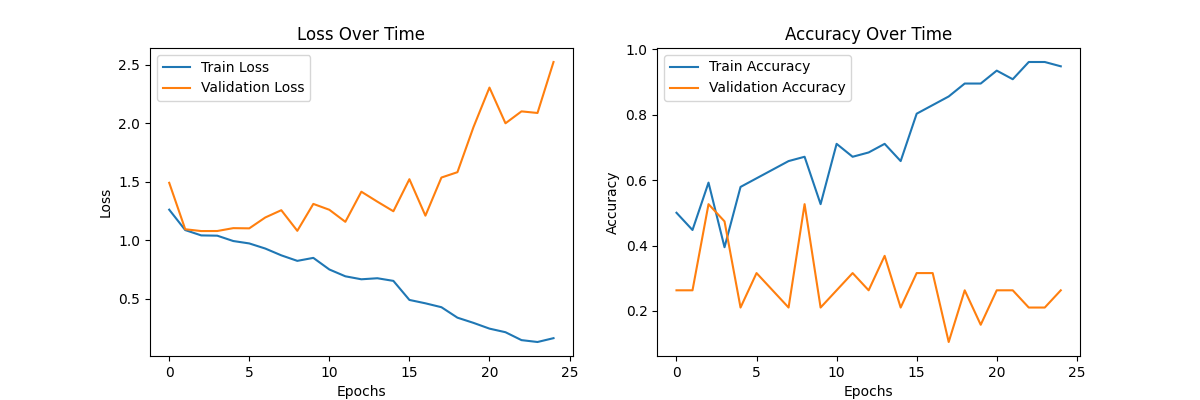 Loss Over Time
Train Loss
Validation Loss
2.5
2.0
1.5
1.0
0.5
Loss
0
5
10
15
20
25
Epochs
Accuracy Over Time
Train Accuracy
Validation Accuracy
1.0
0.8
0.6
0.4
0.2
Accuracy
0
5
10
15
20
25
Epochs